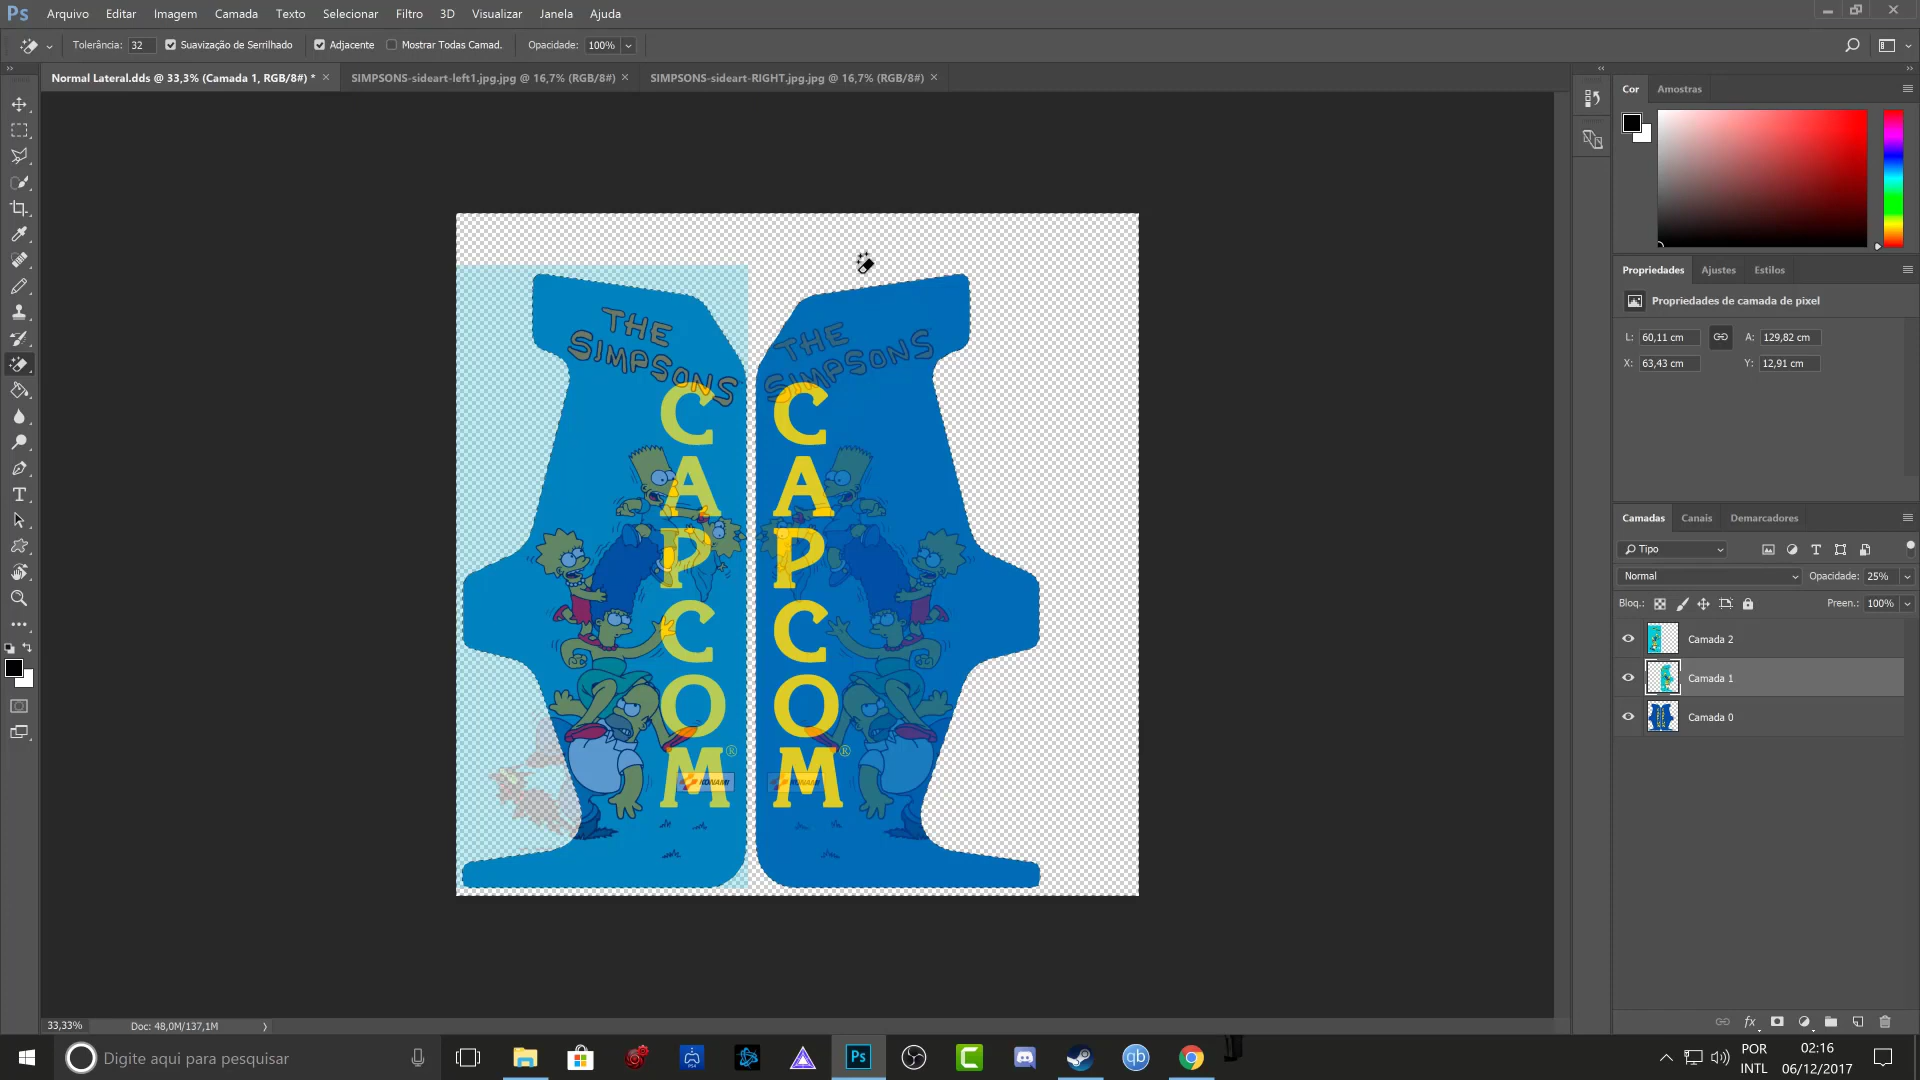 Ps Arquivo Editar Imagem Camada Texto Selecionar Filtro 3D Visualizar Janela Ajuda
Tolerância: 32 Suavização de Serrilhado Adjacente Mostrar Todas Camad. Opacidade: 100%
Normal Lateral.dds @ 33,3% (Camada 1, RGB/8#) * SIMPSONS-sideart-left1.jpg.jpg @ 16,7% (RGB/8#) SIMPSONS-sideart-RIGHT.jpg.jpg @ 16,7% (RGB/8#)
Cor Amostras
Propriedades Ajustes Estilos
Propriedades de camada de pixel
L: 60,11 cm A: 129,82 cm
X: 63,43 cm Y: 12,91 cm
Camadas Canais Demarcadores
Tipo
Normal Opacidade: 25%
Bloq.: Preen.: 100%
Camada 2
Camada 1
Camada 0
THE
SIMPSONS
CAPCOM®
KONAMI
THE
SIMPSONS
CAPCOM®
KONAMI
33,33% Doc: 48,0M/137,1M
Digite aqui para pesquisar
PS4
Ps
qb
POR
INTL
02:16
06/12/2017